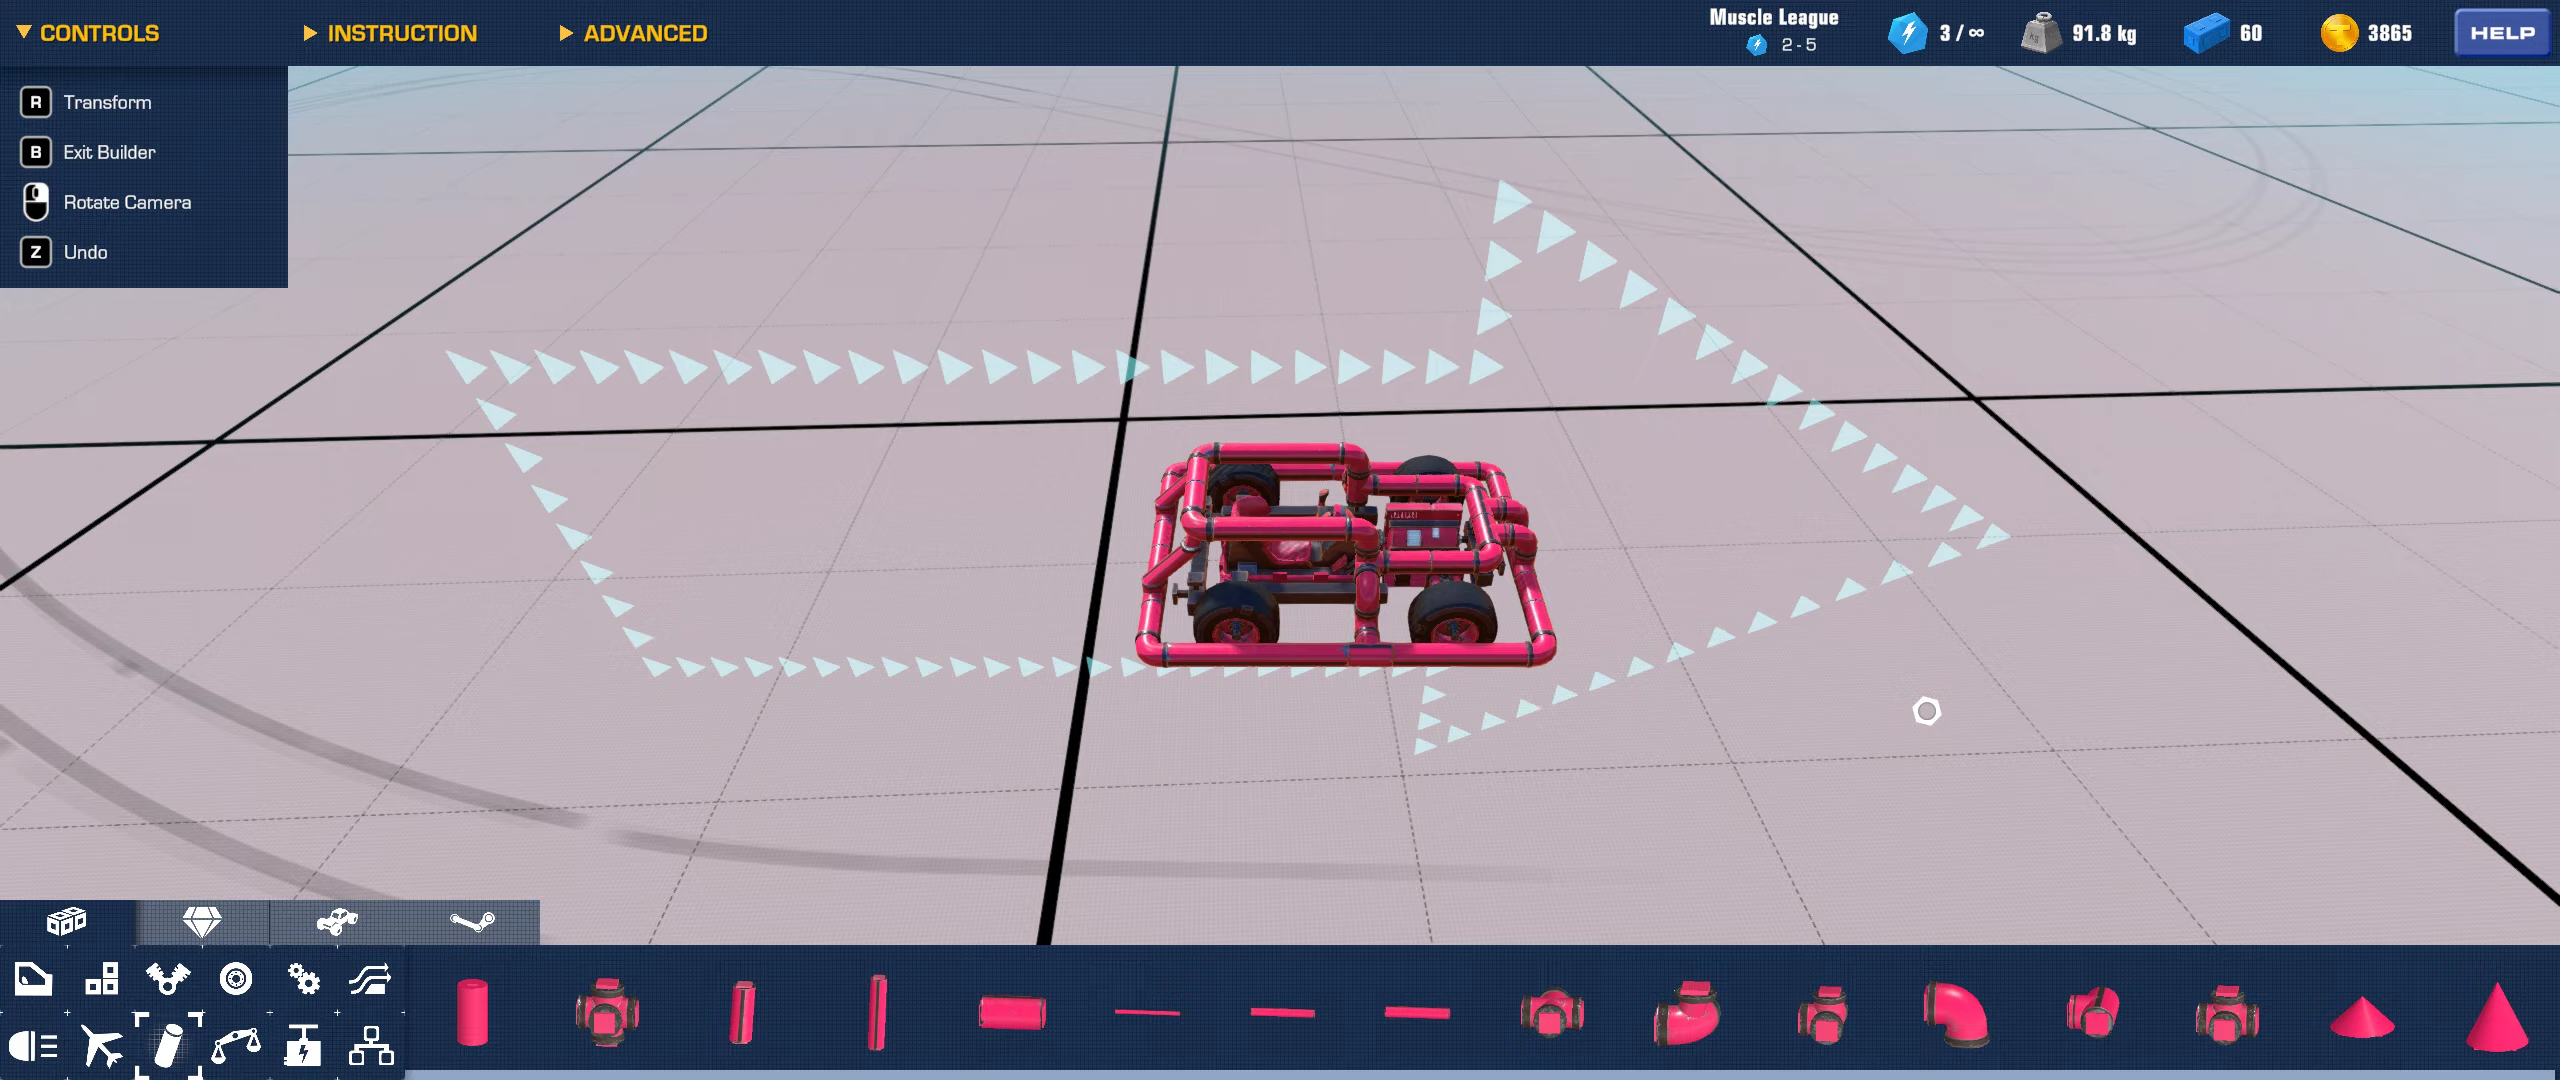 CONTROLS
INSTRUCTION
ADVANCED
Muscle League
2-5
3/∞
91.8 kg
60
3865
HELP
R Transform
B Exit Builder
Rotate Camera
Z Undo